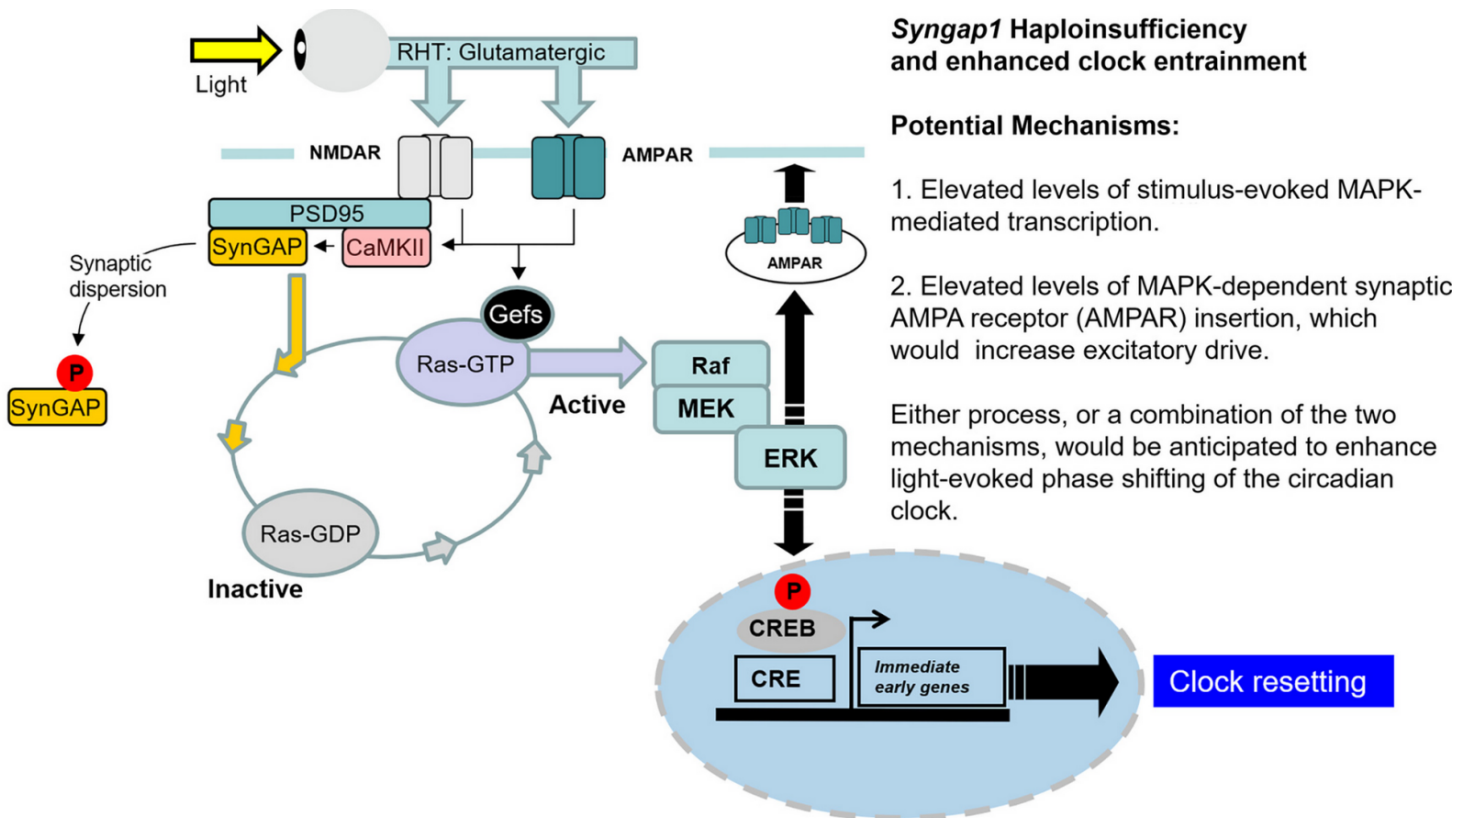 Light
RHT: Glutamatergic
NMDAR
AMPAR
PSD95
SynGAP
CaMKII
Synaptic
dispersion
P
SynGAP
Gefs
Ras-GTP
Active
Ras-GDP
Inactive
Raf
MEK
ERK
AMPAR
P
CREB
CRE
Immediate
early genes
Clock resetting
Syngap1 Haploinsufficiency
and enhanced clock entrainment
Potential Mechanisms:
1. Elevated levels of stimulus-evoked MAPK-
mediated transcription.
2. Elevated levels of MAPK-dependent synaptic
AMPA receptor (AMPAR) insertion, which
would increase excitatory drive.
Either process, or a combination of the two
mechanisms, would be anticipated to enhance
light-evoked phase shifting of the circadian
clock.